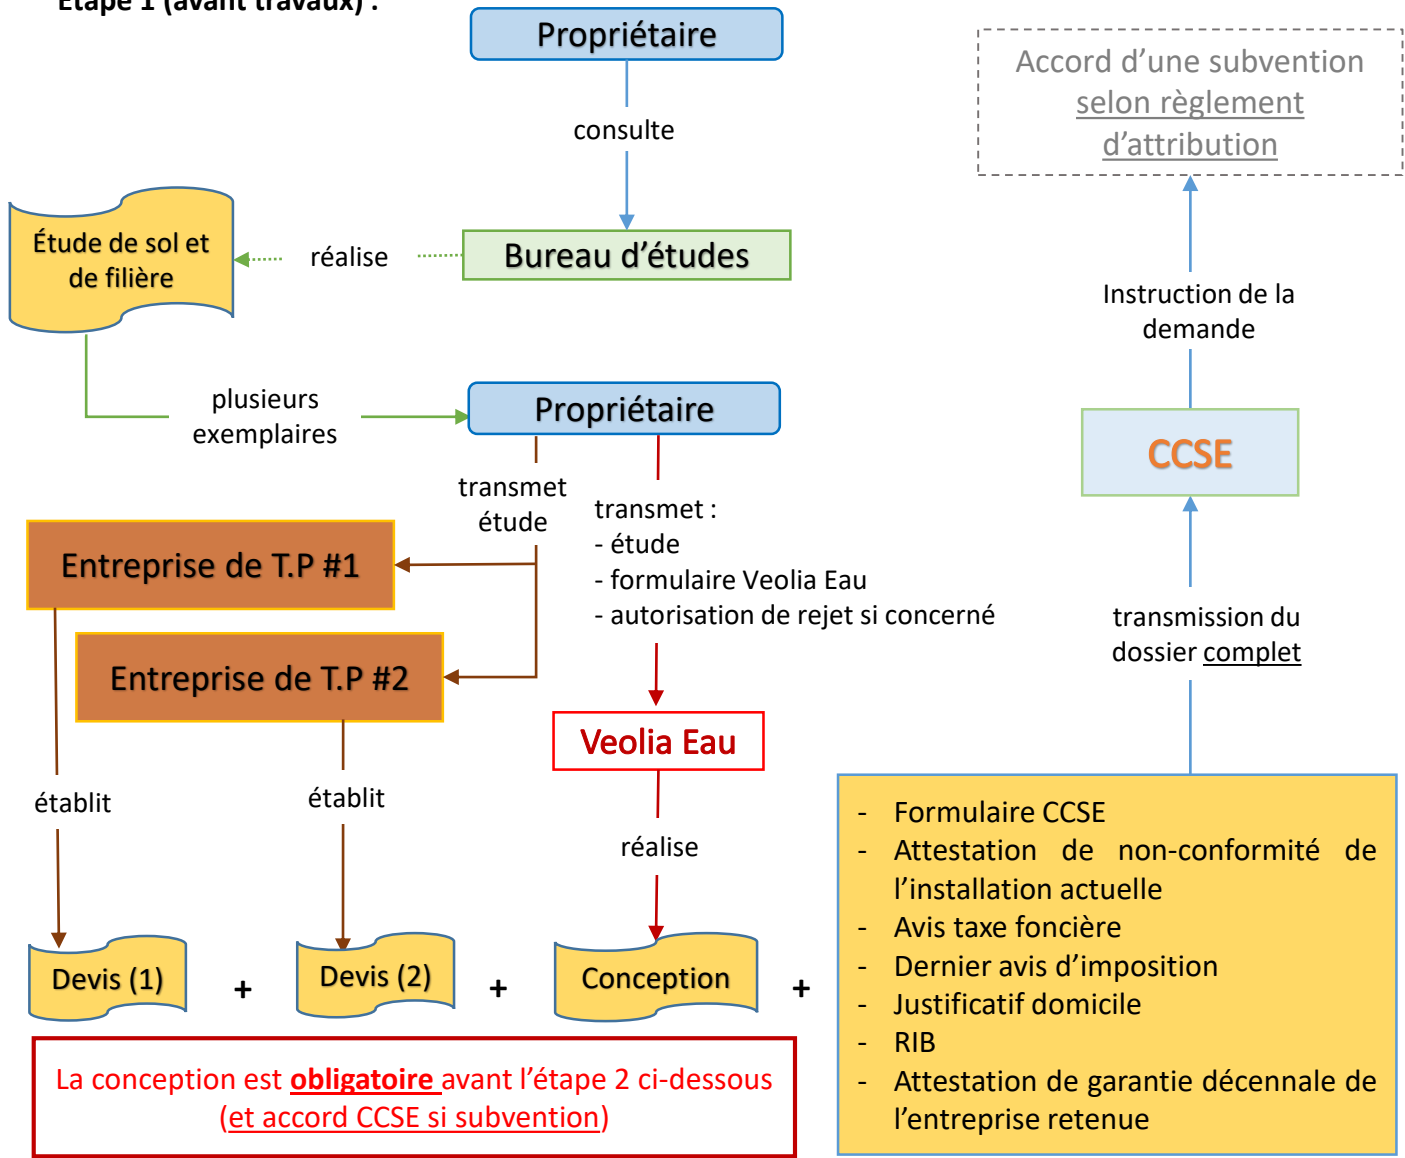 Etape 1 (avant travaux) :
Propriétaire
consulte
Bureau d'études
réalise
Étude de sol et
de filière
plusieurs
exemplaires
Propriétaire
transmet
étude
transmet :
- étude
- formulaire Veolia Eau
- autorisation de rejet si concerné
Entreprise de T.P #1
Entreprise de T.P #2
Veolia Eau
établit
établit
réalise
Devis (1)
+
Devis (2)
+
Conception
+
La conception est obligatoire avant l'étape 2 ci-dessous
(et accord CCSE si subvention)
Accord d'une subvention
selon règlement
d'attribution
Instruction de la
demande
CCSE
transmission du
dossier complet
- Formulaire CCSE
- Attestation de non-conformité de
l'installation actuelle
- Avis taxe foncière
- Dernier avis d'imposition
- Justificatif domicile
- RIB
- Attestation de garantie décennale de
l'entreprise retenue